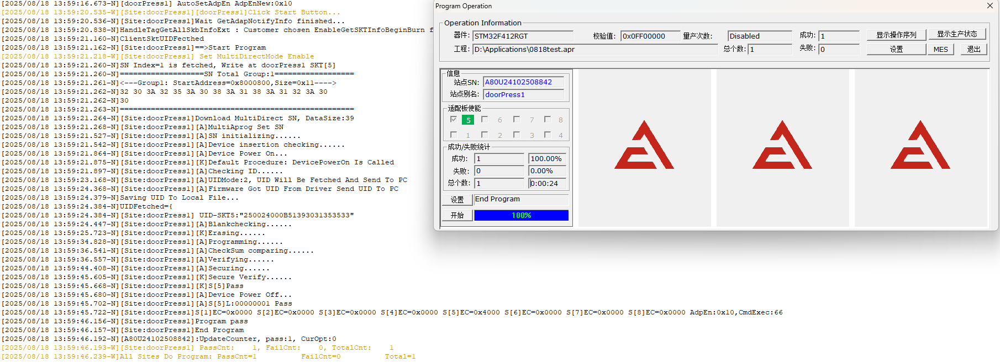 [2025/08/18 13:59:16.673-N][doorPress1] AutoSetAdpEn AdpEnNew:0x10
[2025/08/18 13:59:20.535-W][Site:doorPress1][doorPress1]Click Start Button...
[2025/08/18 13:59:20.536-N][Site:doorPress1]Wait GetAdapNotifyInfo finished...
[2025/08/18 13:59:20.838-N]HandleTagGetAllSkbInfoExt : Customer chosen EnableGetSKTInfoBeginBurn f
[2025/08/18 13:59:21.160-N]ClientSktUIDFecthed
[2025/08/18 13:59:21.162-N]==>Start Program
[2025/08/18 13:59:21.218-W][Site:doorPress1] Set MultiDirectMode Enable
[2025/08/18 13:59:21.260-N]SN Index=1 is fetched, Write at doorPress1 SKT[5]
[2025/08/18 13:59:21.260-N]===================SN Total Group:1==================
[2025/08/18 13:59:21.261-N]<---Group1: StartAddress=0x8000800,Size=0x11---->
[2025/08/18 13:59:21.262-N]32 30 3A 32 35 3A 30 38 3A 31 38 3A 31 32 3A 30
[2025/08/18 13:59:21.262-N]30
[2025/08/18 13:59:21.263-N]=====================================================
[2025/08/18 13:59:21.264-N][Site:doorPress1]Download MultiDirect SN, DataSize:39
[2025/08/18 13:59:21.268-N][Site:doorPress1][A]MultiAprog Set SN
[2025/08/18 13:59:21.527-N][Site:doorPress1][A]SN initializing......
[2025/08/18 13:59:21.542-N][Site:doorPress1][A]Device insertion checking......
[2025/08/18 13:59:21.864-N][Site:doorPress1][A]Device Power On...
[2025/08/18 13:59:21.875-N][Site:doorPress1][K]Default Procedure: DevicePowerOn Is Called
[2025/08/18 13:59:21.897-N][Site:doorPress1][A]Checking ID......
[2025/08/18 13:59:23.168-N][Site:doorPress1][A]UIDMode:2, UID Will Be Fetched And Send To PC
[2025/08/18 13:59:24.368-N][Site:doorPress1][A]Firmware Got UID From Driver Send UID To PC
[2025/08/18 13:59:24.379-N]Saving UID To Local File...
[2025/08/18 13:59:24.384-N]UIDFetched={
[2025/08/18 13:59:24.384-N][Site:doorPress1] UID-SKT5:"250024000B51393031353533"
[2025/08/18 13:59:24.447-N][Site:doorPress1][A]Blankchecking......
[2025/08/18 13:59:25.723-N][Site:doorPress1][K]Erasing......
[2025/08/18 13:59:34.828-N][Site:doorPress1][A]Programming......
[2025/08/18 13:59:36.541-N][Site:doorPress1][A]CheckSum comparing......
[2025/08/18 13:59:36.557-N][Site:doorPress1][A]Verifying......
[2025/08/18 13:59:44.408-N][Site:doorPress1][A]Securing......
[2025/08/18 13:59:45.605-N][Site:doorPress1][K]Secure Verify......
[2025/08/18 13:59:45.668-N][Site:doorPress1][K]S[5]Pass
[2025/08/18 13:59:45.680-N][Site:doorPress1][A]Device Power Off...
[2025/08/18 13:59:45.702-N][Site:doorPress1][A]S[5]L:00000001 Pass
[2025/08/18 13:59:45.722-N][Site:doorPress1]S[1]EC=0x0000 S[2]EC=0x0000 S[3]EC=0x0000 S[4]EC=0x0000 S[5]EC=0x4000 S[6]EC=0x0000 S[7]EC=0x0000 S[8]EC=0x0000 AdpEn:0x10,CmdExec:66
[2025/08/18 13:59:46.156-N][Site:doorPress1]Program pass
[2025/08/18 13:59:46.157-N][Site:doorPress1]End Program
[2025/08/18 13:59:46.192-N][A80U24102508842]:UpdateCounter, pass:1, CurOpt:0
[2025/08/18 13:59:46.193-W][Site:doorPress1] PassCnt: 1, FailCnt: 0, TotalCnt: 1
[2025/08/18 13:59:46.239-W]All Sites Do Program: PassCnt=1 FailCnt=0 Total=1
Program Operation
Operation Information
器件: STM32F412RGT 校验值: 0x0FF00000 量产次数: Disabled 成功: 1 显示操作序列 显示生产状态
工程: D:\Applications\0818test.apr 总个数: 1 失败: 0 设置 MES 退出
信息
站点SN: A80U24102508842
站点别名: doorPress1
适配板使能
5 6 7 8
1 2 3 4
成功/失败统计
成功: 1 100.00%
失败: 0 0.00%
总个数: 1 0:00:24
设置 End Program
开始 100%